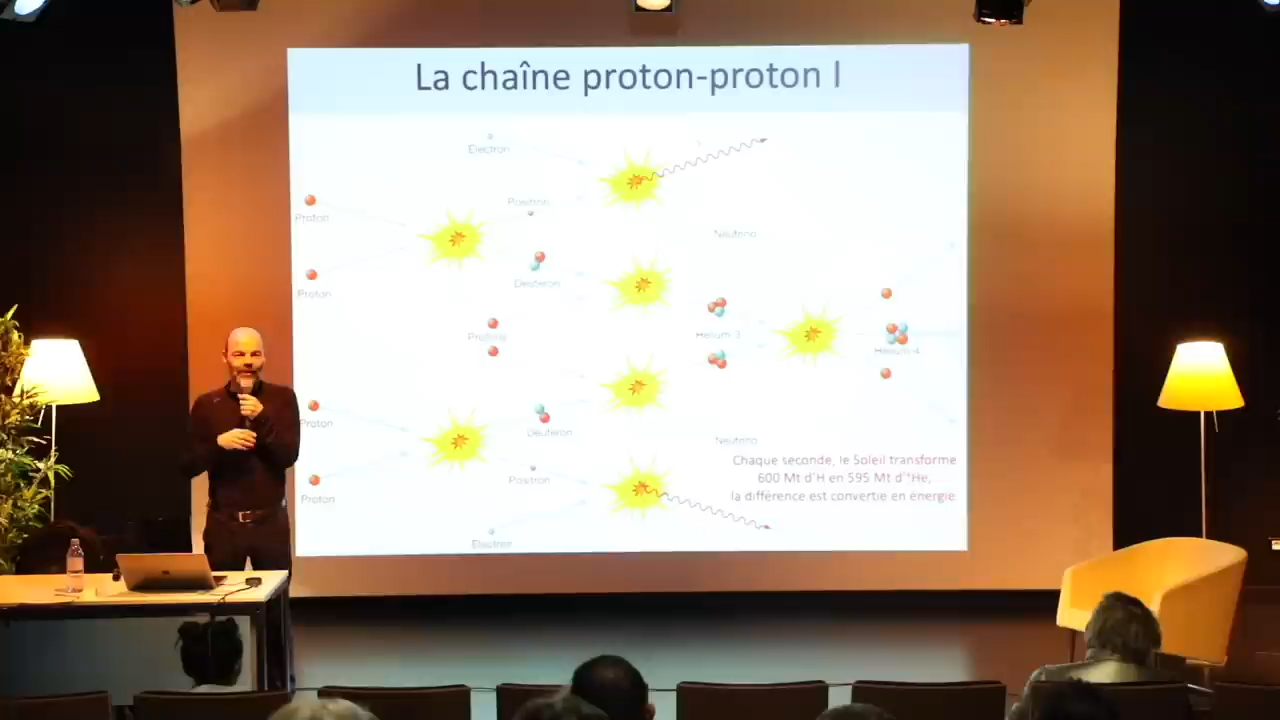 La chaîne proton-proton I
Electron
Positron
Proton
Neutrino
Deuteron
Proton
Protons
Helium-3
Helium-4
Proton
Deuteron
Neutrino
Positron
Proton
Electron
Chaque seconde, le Soleil transforme
600 Mt d'H en 595 Mt d'⁴He,
la différence est convertie en énergie